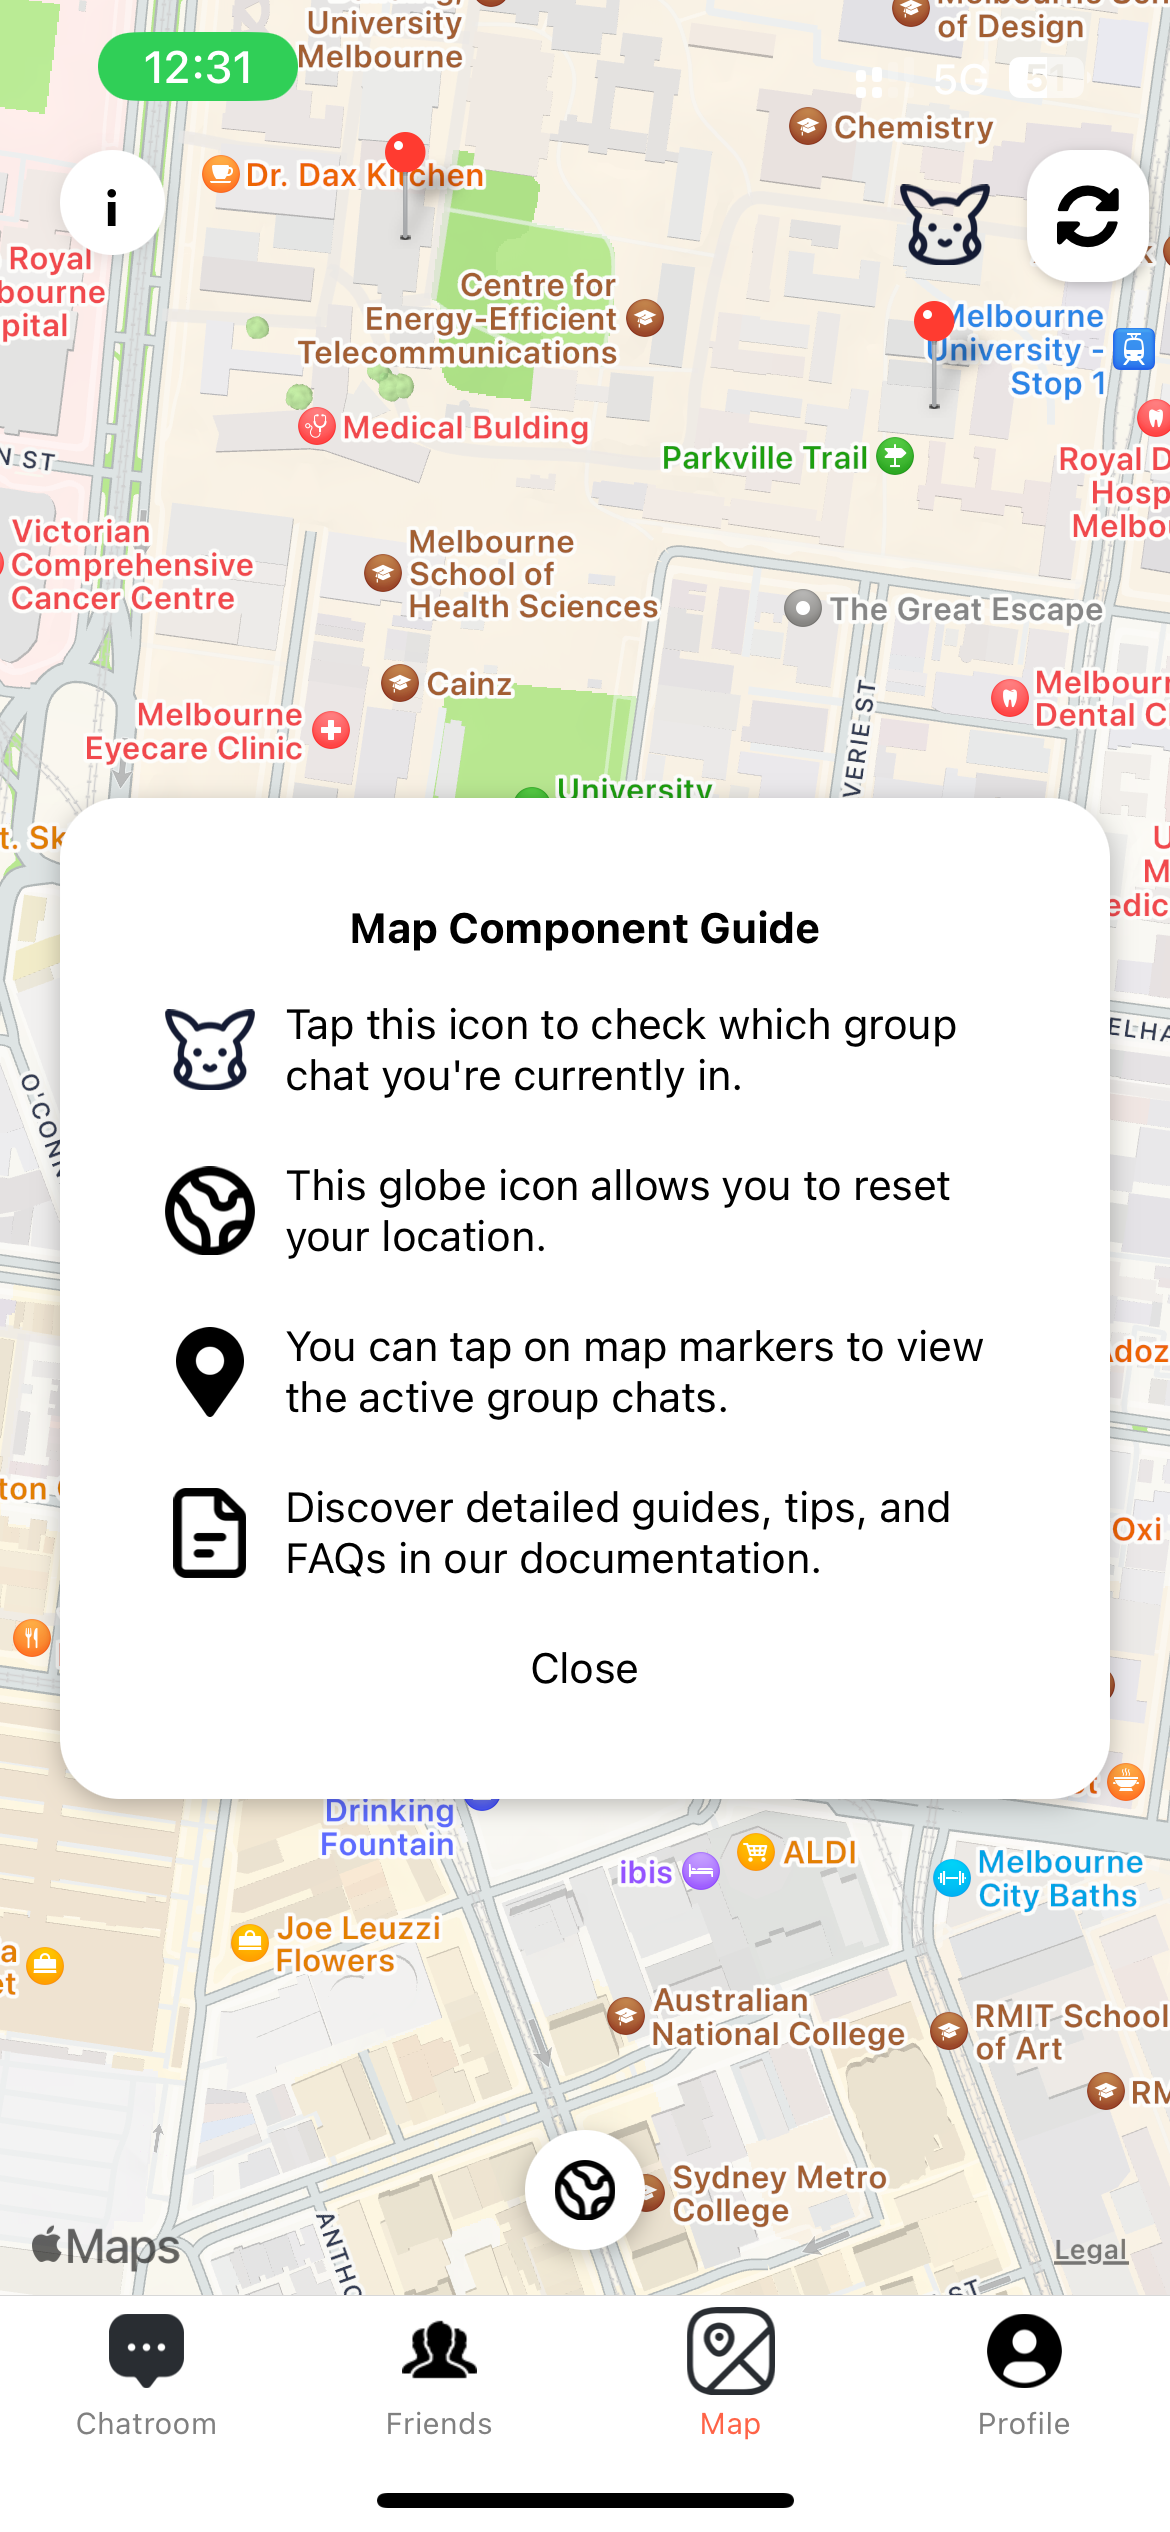 University
Melbourne
of Design
12:31
5G
51
Chemistry
Dr. Dax Kitchen
i
Royal
bourne
pital
Centre for
Energy-Efficient
Telecommunications
Melbourne
University -
Stop 1
Medical Bulding
Parkville Trail
N ST
Royal D
Hosp
Melbo
Victorian
Comprehensive
Cancer Centre
Melbourne
School of
Health Sciences
The Great Escape
Cainz
Melbour
Dental C
Melbourne
Eyecare Clinic
VERIE ST
University
t. Sk
U
M
edic
Map Component Guide
Tap this icon to check which group
chat you're currently in.
ELHA
O'CONN
This globe icon allows you to reset
your location.
You can tap on map markers to view
the active group chats.
Adoz
ton
Discover detailed guides, tips, and
FAQs in our documentation.
Oxi
Close
t
Drinking
Fountain
ibis
ALDI
Melbourne
City Baths
Joe Leuzzi
Flowers
a
et
Australian
National College
RMIT School
of Art
RM
Sydney Metro
College
Maps
ANTHO
Legal
ST
Chatroom
Friends
Map
Profile